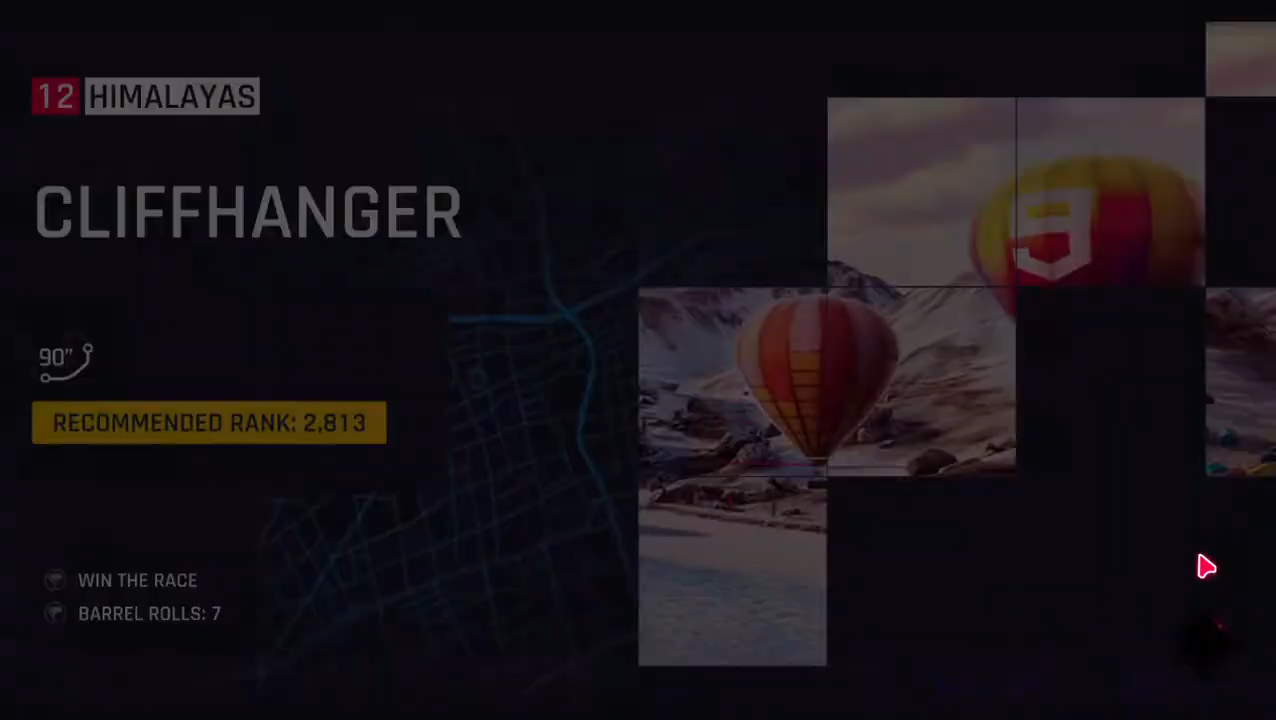 12 HIMALAYAS
CLIFFHANGER
90"
RECOMMENDED RANK: 2,813
WIN THE RACE
BARREL ROLLS: 7